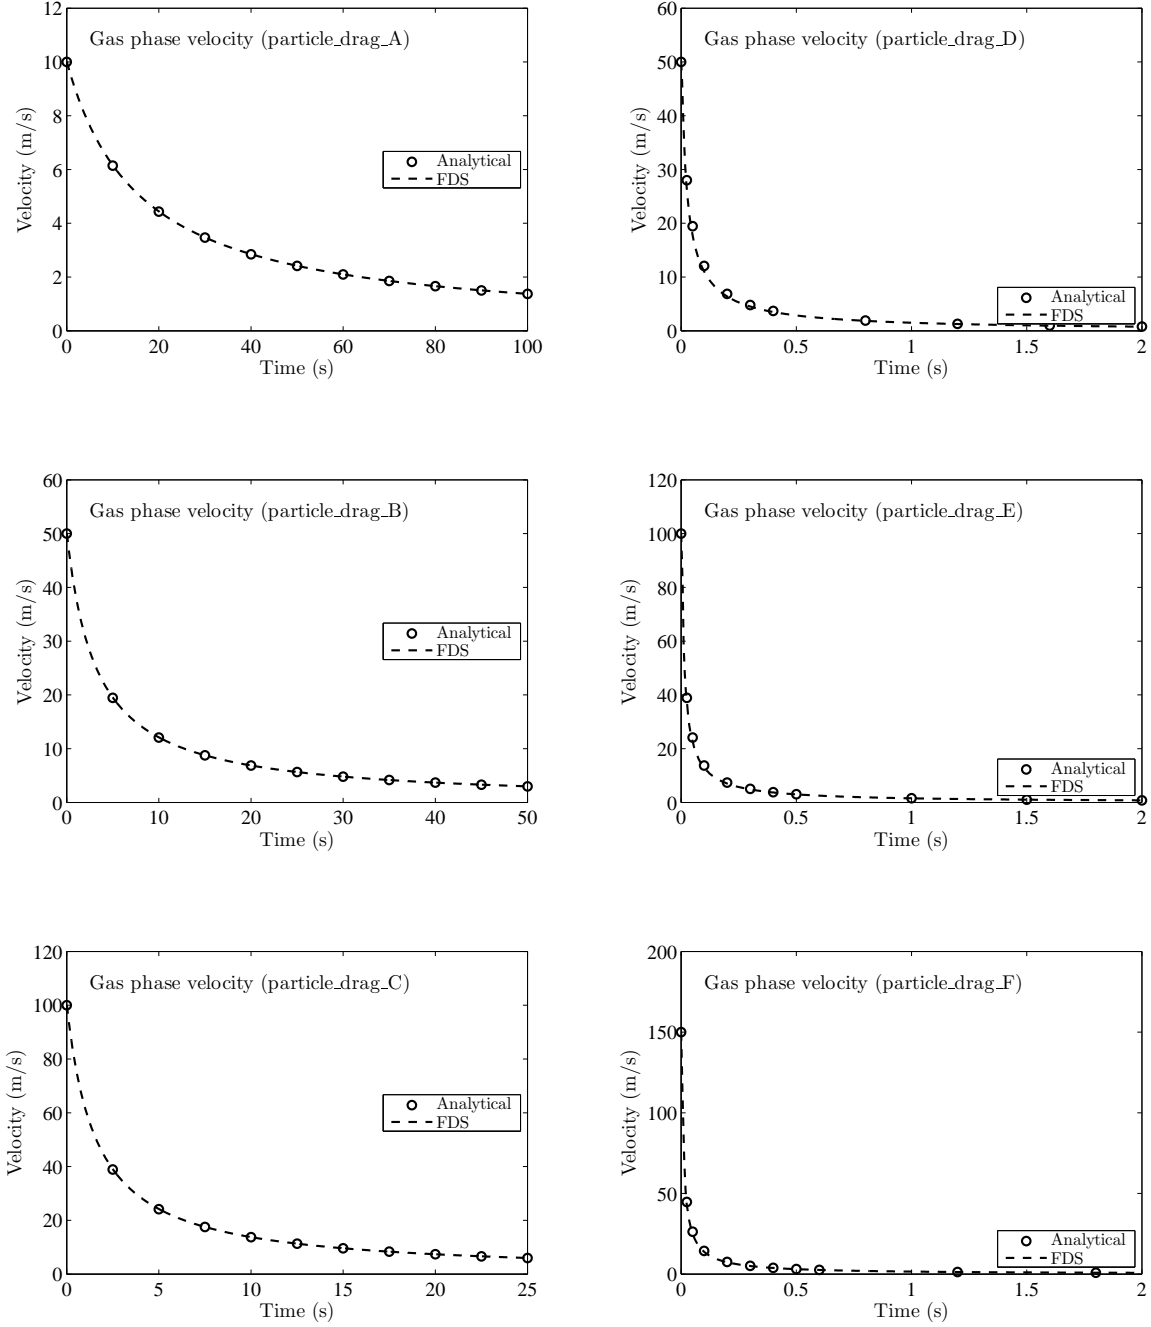 12
10
8
6
4
2
0
0 20 40 60 80 100
Time (s)
Velocity (m/s)
Gas phase velocity (particle_drag_A)
Analytical
FDS
60
50
40
30
20
10
0
0 0.5 1 1.5 2
Time (s)
Velocity (m/s)
Gas phase velocity (particle_drag_D)
Analytical
FDS
60
50
40
30
20
10
0
0 10 20 30 40 50
Time (s)
Velocity (m/s)
Gas phase velocity (particle_drag_B)
Analytical
FDS
120
100
80
60
40
20
0
0 0.5 1 1.5 2
Time (s)
Velocity (m/s)
Gas phase velocity (particle_drag_E)
Analytical
FDS
120
100
80
60
40
20
0
0 5 10 15 20 25
Time (s)
Velocity (m/s)
Gas phase velocity (particle_drag_C)
Analytical
FDS
200
150
100
50
0
0 0.5 1 1.5 2
Time (s)
Velocity (m/s)
Gas phase velocity (particle_drag_F)
Analytical
FDS